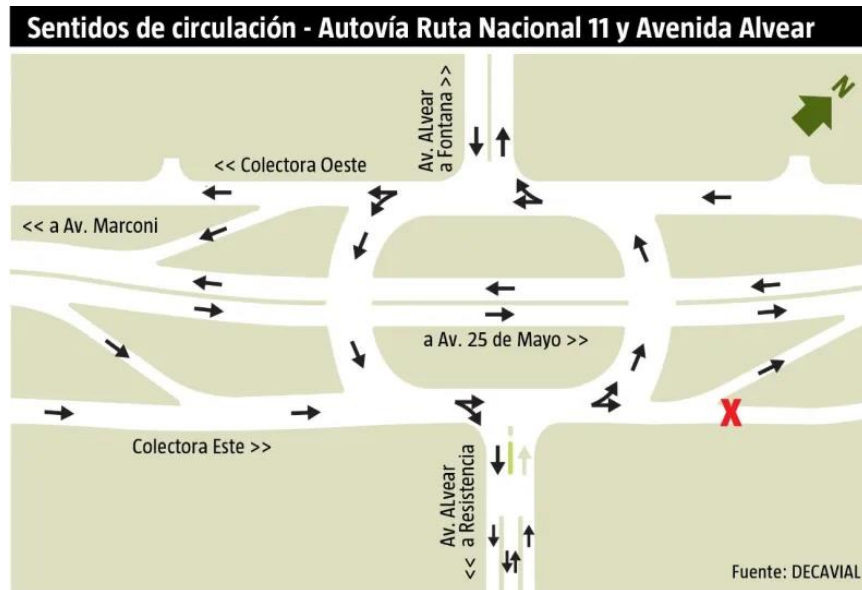 Sentidos de circulación - Autovía Ruta Nacional 11 y Avenida Alvear
N
Av. ALvear
a Fontana >>
<< Colectora Oeste
<< a Av. Marconi
a Av. 25 de Mayo >>
X
Colectora Este >>
Av. ALvear
<< a Resistencia
Fuente: DECAVIAL